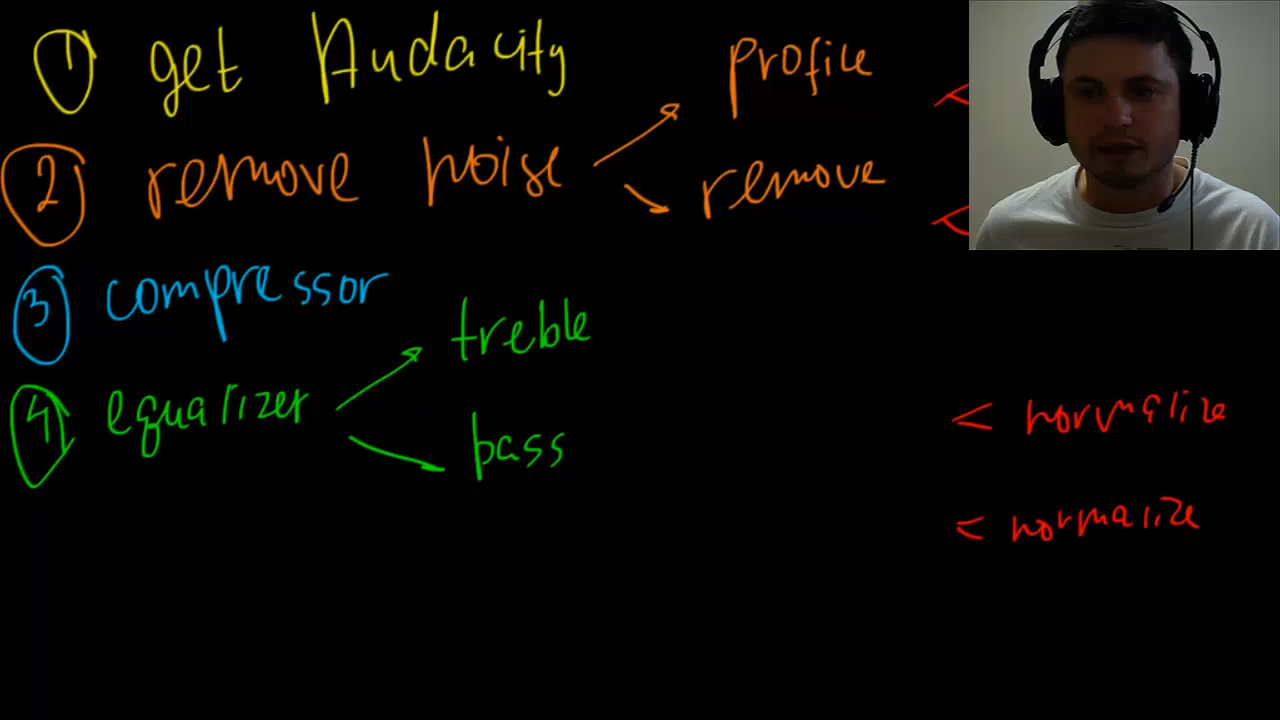 1 get Audacity
profile
2 remove noise
remove
3 compressor
treble
4 equalizer
bass
< normalize
< normalize